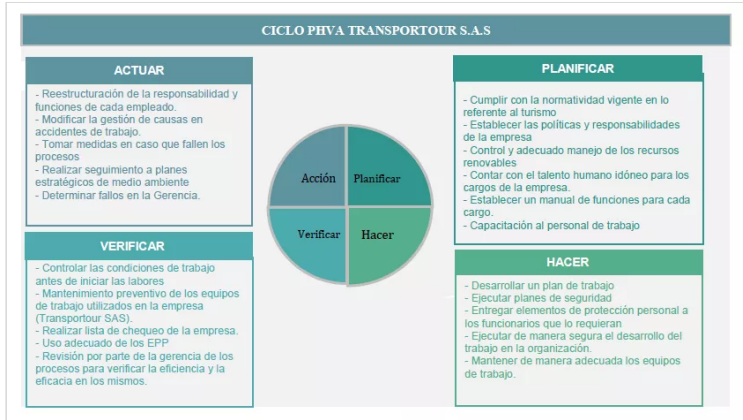 CICLO PHVA TRANSPORTOUR S.A.S
ACTUAR
- Reestructuración de la responsabilidad y
funciones de cada empleado.
- Modificar la gestión de causas en
accidentes de trabajo.
- Tomar medidas en caso que fallen los
procesos
- Realizar seguimiento a planes
estratégicos de medio ambiente
- Determinar fallos en la Gerencia.
PLANIFICAR
- Cumplir con la normatividad vigente en lo
referente al turismo
- Establecer las políticas y responsabilidades
de la empresa
- Control y adecuado manejo de los recursos
renovables
- Contar con el talento humano idóneo para los
cargos de la empresa.
- Establecer un manual de funciones para cada
cargo.
- Capacitación al personal de trabajo
Acción
Planificar
Verificar
Hacer
VERIFICAR
- Controlar las condiciones de trabajo
antes de iniciar las labores
- Mantenimiento preventivo de los equipos
de trabajo utilizados en la empresa
(Transportour SAS).
- Realizar lista de chequeo de la empresa.
- Uso adecuado de los EPP
- Revisión por parte de la gerencia de los
procesos para verificar la eficiencia y la
eficacia en los mismos.
HACER
- Desarrollar un plan de trabajo
- Ejecutar planes de seguridad
- Entregar elementos de protección personal a
los funcionarios que lo requieran
- Ejecutar de manera segura el desarrollo del
trabajo en la organización.
- Mantener de manera adecuada los equipos
de trabajo.